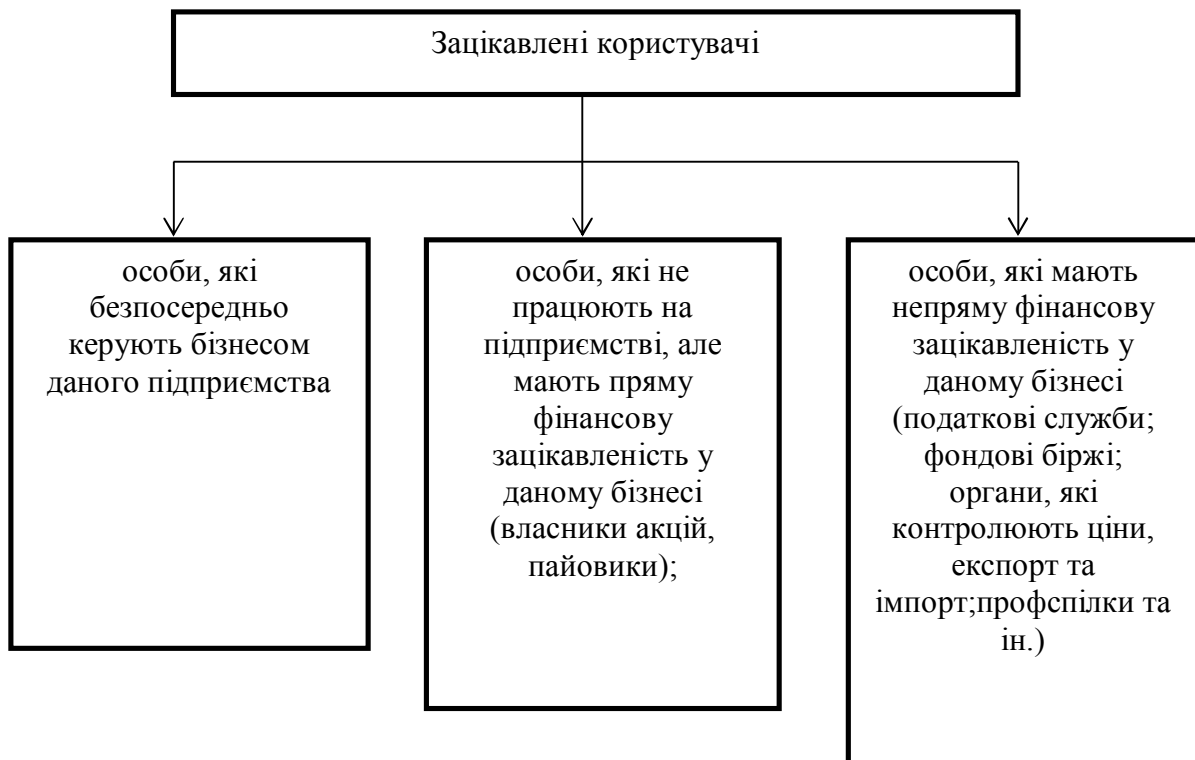 Зацікавлені користувачі
особи, які
безпосередньо
керують бізнесом
даного підприємства
особи, які не
працюють на
підприємстві, але
мають пряму
фінансову
зацікавленість у
даному бізнесі
(власники акцій,
пайовики);
особи, які мають
непряму фінансову
зацікавленість у
даному бізнесі
(податкові служби;
фондові біржі;
органи, які
контролюють ціни,
експорт та
імпорт;профспілки та
ін.)